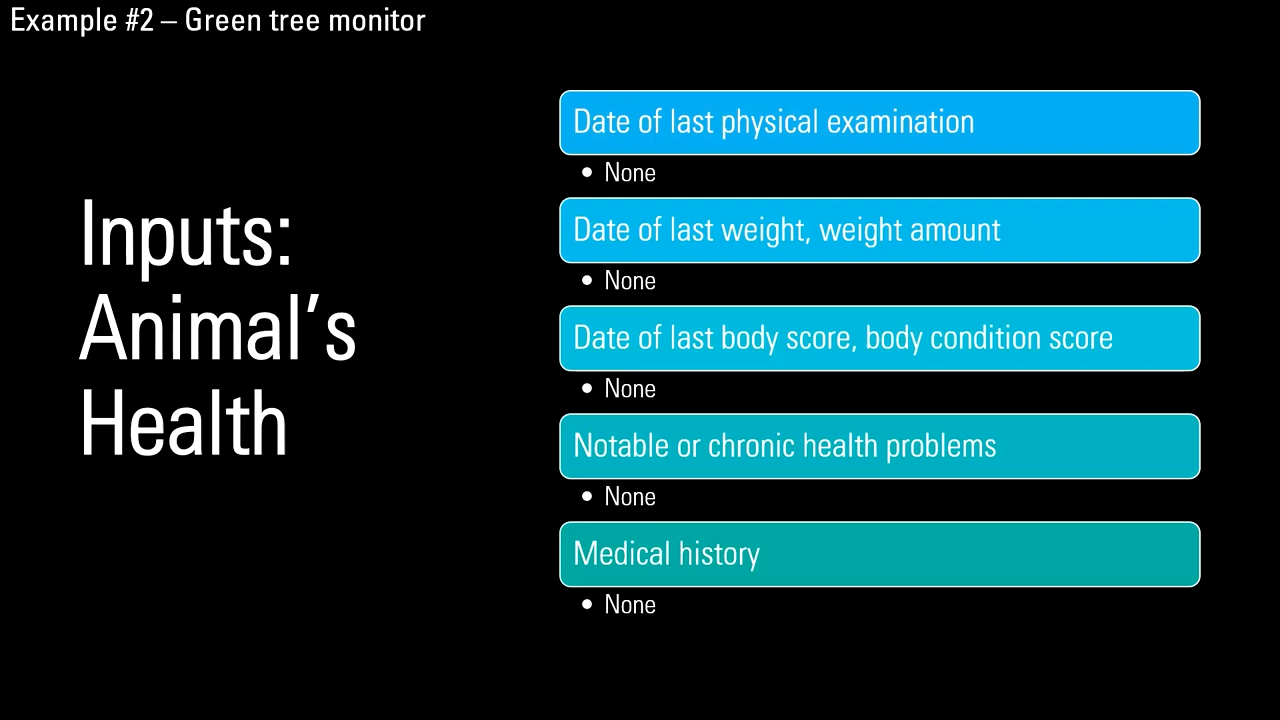 Example #2 – Green tree monitor
Inputs:
Animal’s
Health
Date of last physical examination
• None
Date of last weight, weight amount
• None
Date of last body score, body condition score
• None
Notable or chronic health problems
• None
Medical history
• None